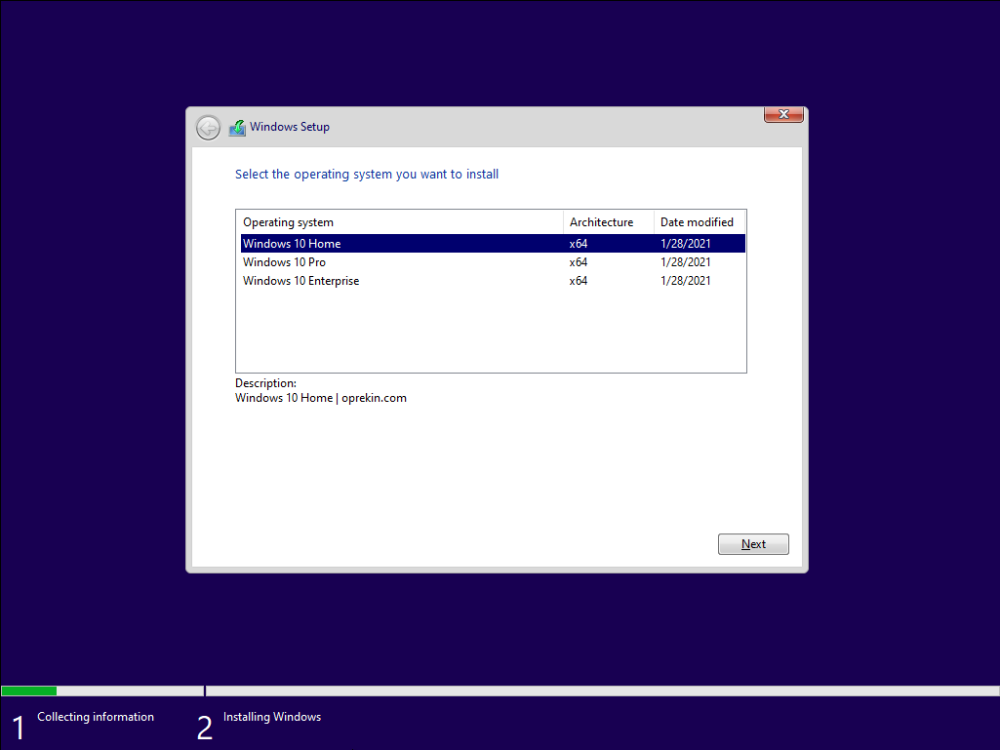 Windows Setup
Select the operating system you want to install
Operating system Architecture Date modified
Windows 10 Home x64 1/28/2021
Windows 10 Pro x64 1/28/2021
Windows 10 Enterprise x64 1/28/2021
Description:
Windows 10 Home | oprekin.com
Next
1 Collecting information 2 Installing Windows